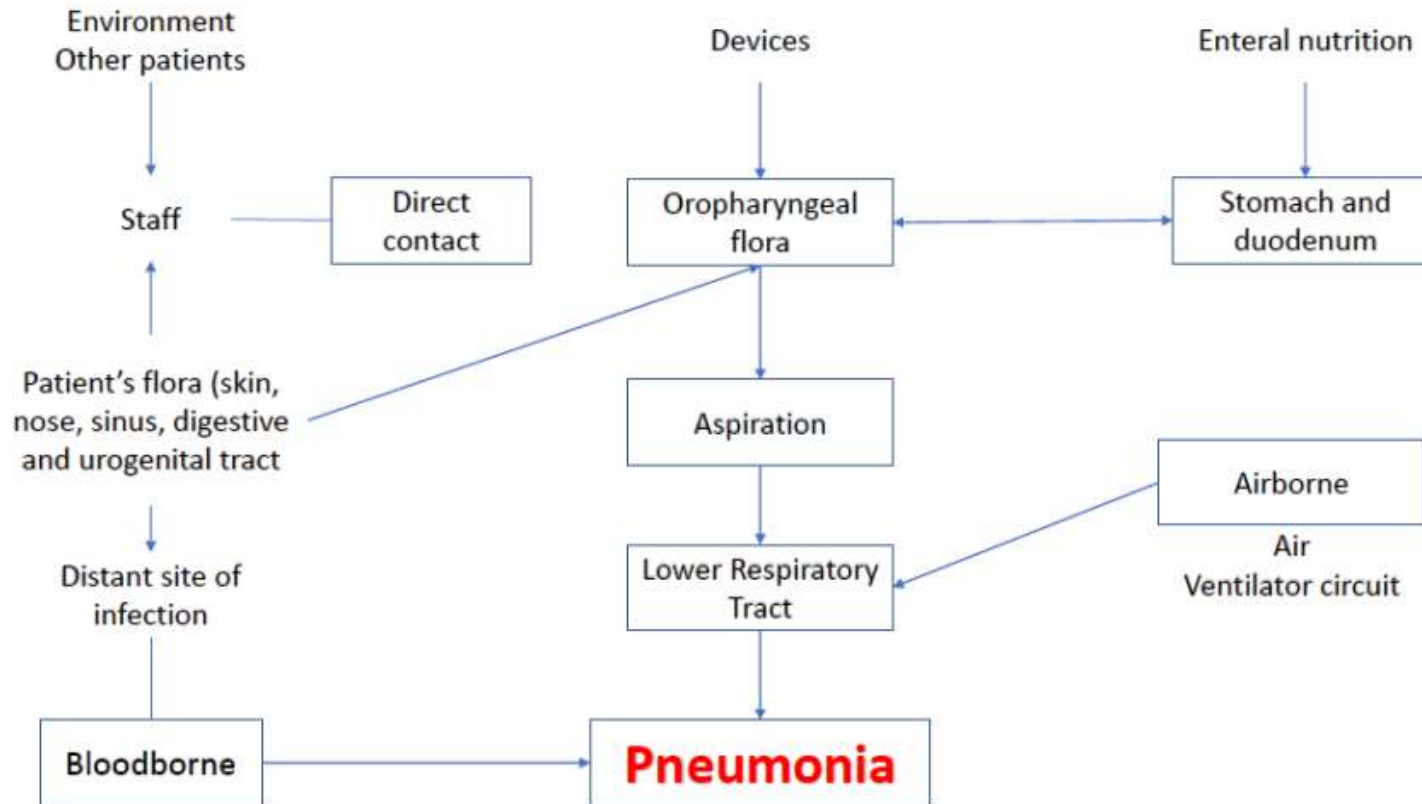 Environment
Other patients
Devices
Enteral nutrition
Staff
Direct
contact
Oropharyngeal
flora
Stomach and
duodenum
Patient's flora (skin,
nose, sinus, digestive
and urogenital tract
Aspiration
Airborne
Air
Ventilator circuit
Distant site of
infection
Lower Respiratory
Tract
Bloodborne
Pneumonia